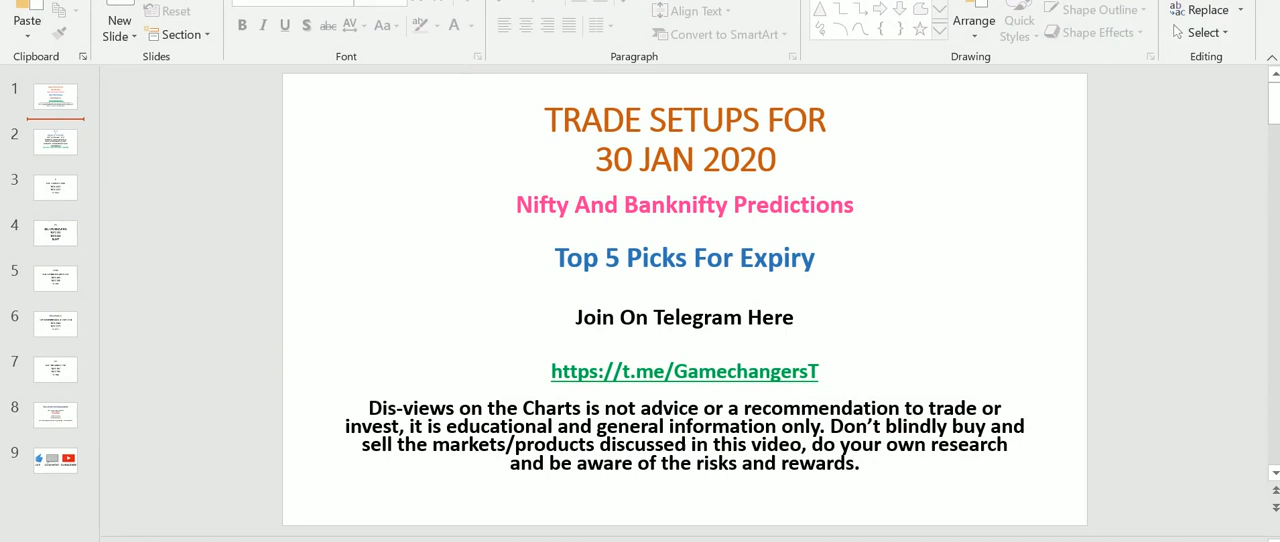 Reset
Replace
Paste
New
Slide
Section
B I U S abc AV Aa A
Align Text
Convert to SmartArt
Arrange
Quick
Styles
Shape Outline
Shape Effects
Select
Clipboard
Slides
Font
Paragraph
Drawing
Editing
1
2
3
4
5
6
7
8
9
TRADE SETUPS FOR
30 JAN 2020
Nifty And Banknifty Predictions
Top 5 Picks For Expiry
Join On Telegram Here
https://t.me/GamechangersT
Dis-views on the Charts is not advice or a recommendation to trade or
invest, it is educational and general information only. Don’t blindly buy and
sell the markets/products discussed in this video, do your own research
and be aware of the risks and rewards.